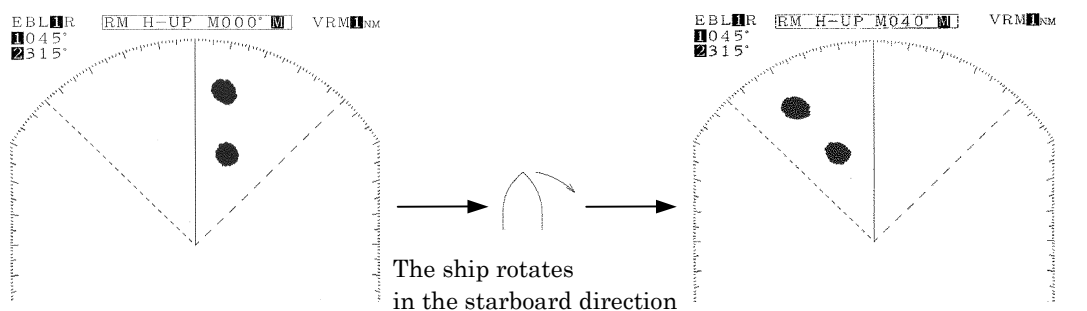 EBL1R RM H-UP M000° M VRM1NM
1045°
2315°
EBL1R RM H-UP M040° M VRM1NM
1045°
2315°
The ship rotates
in the starboard direction